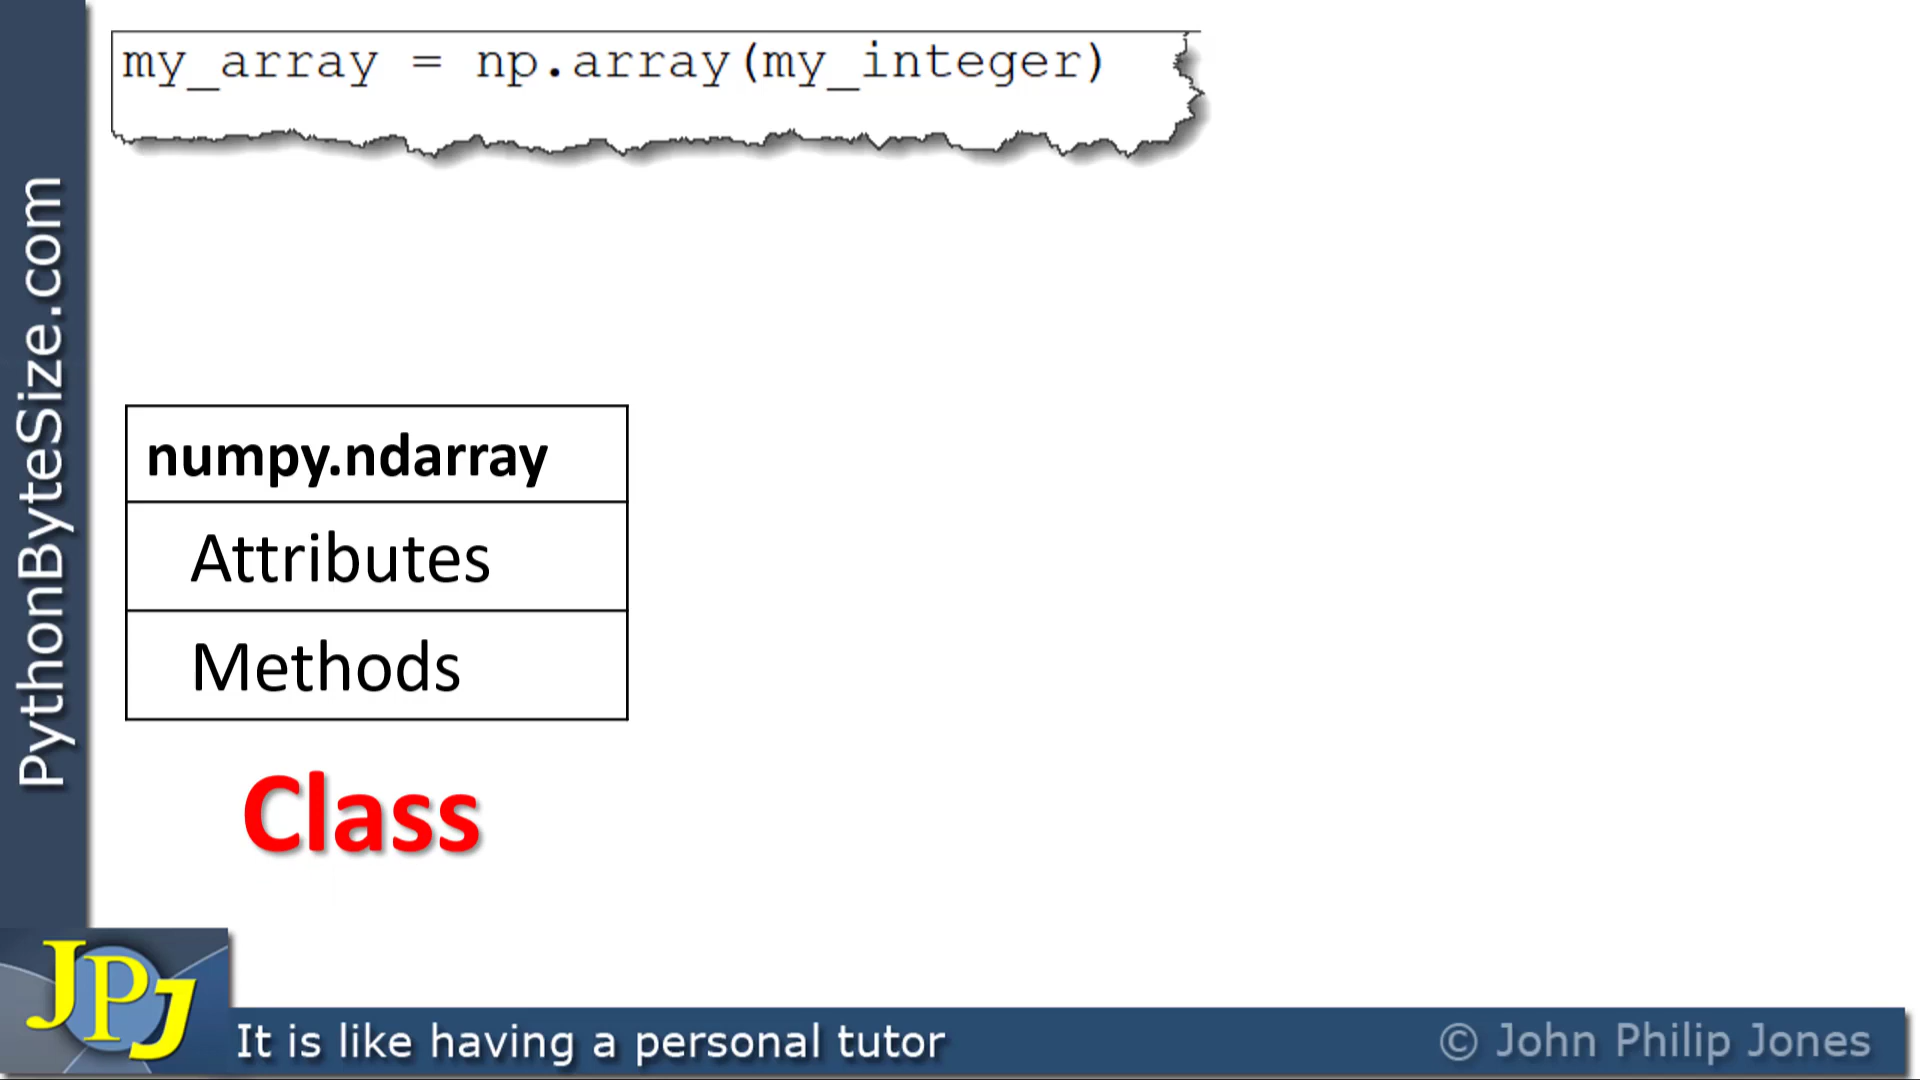 my_array = np.array(my_integer)
PythonByteSize.com
numpy.ndarray
Attributes
Methods
Class
JPJ
It is like having a personal tutor
© John Philip Jones